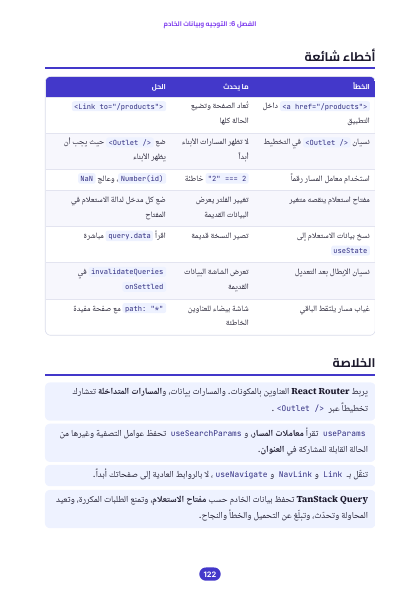 الفصل 6: التوجيه وبيانات الخادم
أخطاء شائعة
الخطأ ما يحدث الحل
<a href="/products"> داخل تُعاد الصفحة وتضيع <Link to="/products">
التطبيق الحالة كلها
نسيان <Outlet /> في التخطيط لا تظهر المسارات الأبناء ضع <Outlet /> حيث يجب أن
أبداً يظهر الأبناء
استخدام معامل المسار رقماً "2" === 2 خاطئة Number(id)، وعالج NaN
مفتاح استعلام ينقصه متغير تغيير الفلتر يعرض ضع كل مدخل لدالة الاستعلام في
البيانات القديمة المفتاح
نسخ بيانات الاستعلام إلى تصير النسخة قديمة اقرأ query.data مباشرة
useState
نسيان الإبطال بعد التعديل تعرض الشاشة البيانات invalidateQueries في
القديمة onSettled
غياب مسار يلتقط الباقي شاشة بيضاء للعناوين path: "*" مع صفحة مفيدة
الخاطئة
الخلاصة
يربط React Router العناوين بالمكونات. والمسارات بيانات، والمسارات المتداخلة تتشارك
تخطيطاً عبر <Outlet />.
useParams تقرأ معاملات المسار، و useSearchParams تحفظ عوامل التصفية وغيرها من
الحالة القابلة للمشاركة في العنوان.
تنقّل بـ Link و NavLink و useNavigate، لا بالروابط العادية إلى صفحاتك أبداً.
TanStack Query تحفظ بيانات الخادم حسب مفتاح الاستعلام، وتمنع الطلبات المكررة، وتعيد
المحاولة وتحدّث، وتبلّغ عن التحميل والخطأ والنجاح.
122